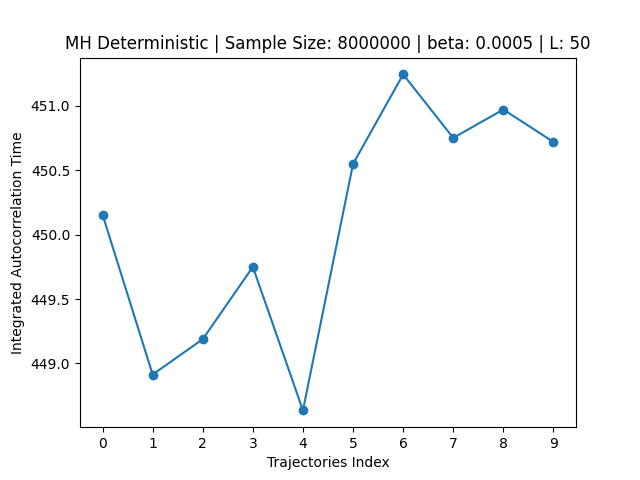 MH Deterministic | Sample Size: 8000000 | beta: 0.0005 | L: 50
Integrated Autocorrelation Time
451.0
450.5
450.0
449.5
449.0
0 1 2 3 4 5 6 7 8 9
Trajectories Index